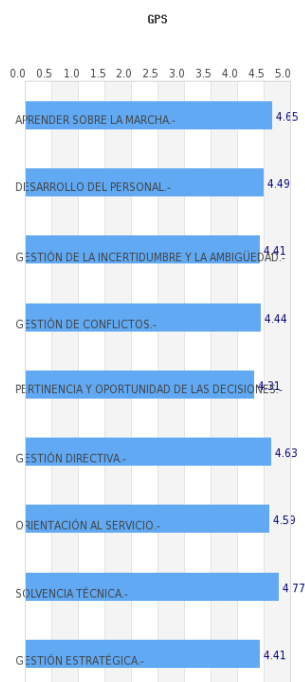 GPS
0.0 0.5 1.0 1.5 2.0 2.5 3.0 3.5 4.0 4.5 5.0
APRENDER SOBRE LA MARCHA.- 4.65
DESARROLLO DEL PERSONAL.- 4.49
4.41
GESTIÓN DE LA INCERTIDUMBRE Y LA AMBIGÜEDAD.-
GESTIÓN DE CONFLICTOS.- 4.44
PERTINENCIA Y OPORTUNIDAD DE LAS DECISIONES.- 4.31
GESTIÓN DIRECTIVA.- 4.63
ORIENTACIÓN AL SERVICIO.- 4.59
SOLVENCIA TÉCNICA.- 4.77
GESTIÓN ESTRATÉGICA.- 4.41